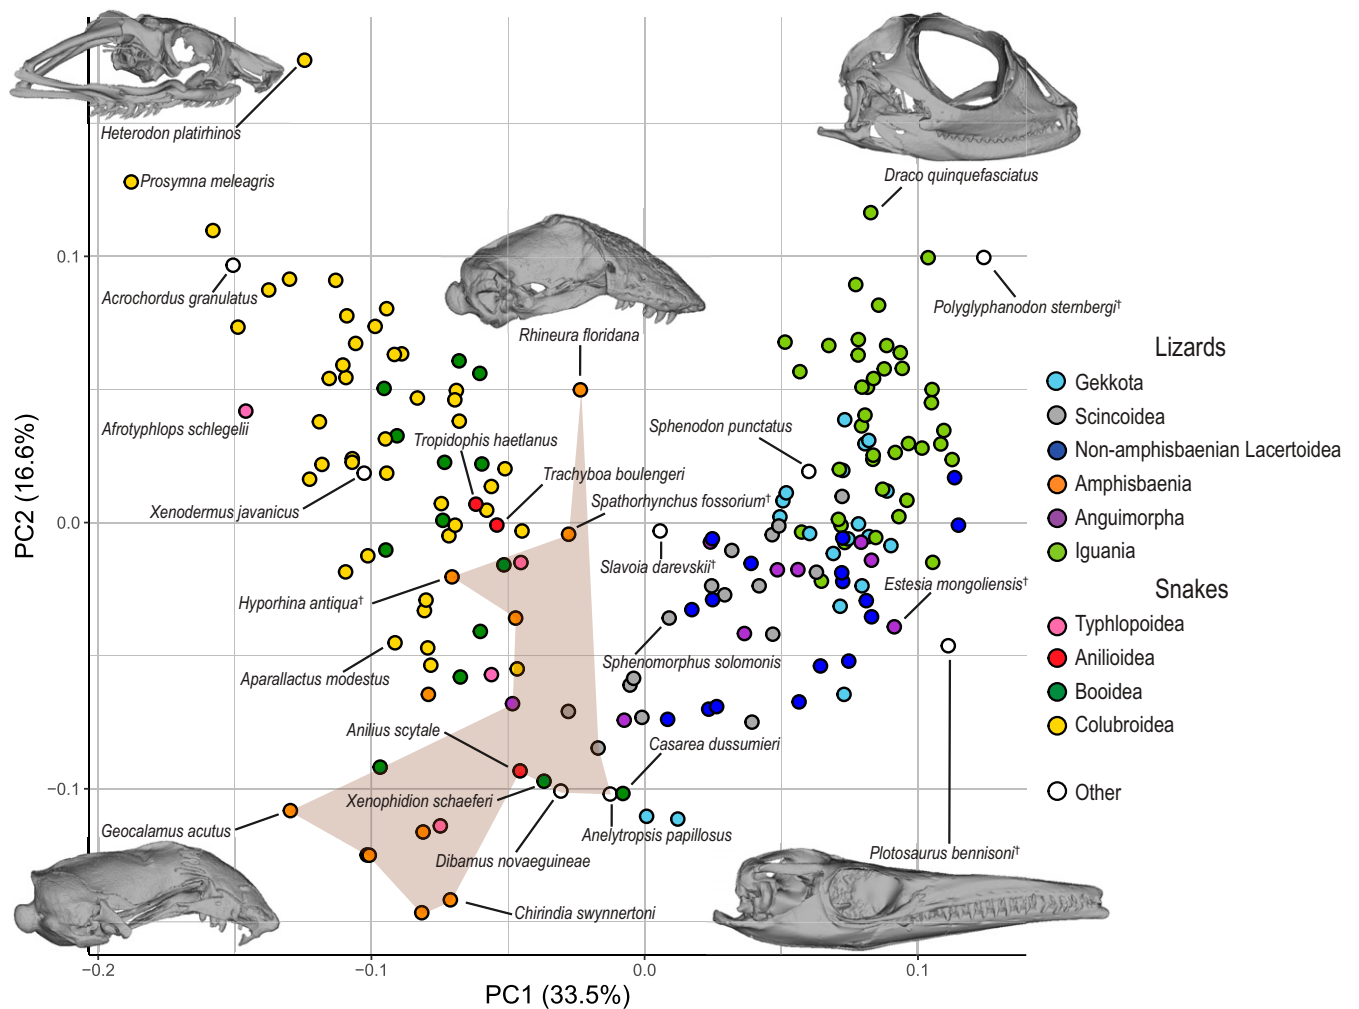 Heterodon platirhinos
Prosymna meleagris
Draco quinquefasciatus
0.1
Acrochordus granulatus
Polyglyphanodon sternbergi†
Rhineura floridana
Lizards
Gekkota
Scincoidea
Non-amphisbaenian Lacertoidea
Amphisbaenia
Anguimorpha
Iguania
Snakes
Typhlopoidea
Anilioidea
Booidea
Colubroidea
Other
Afrotyphlops schlegelii
Tropidophis haetlanus
Sphenodon punctatus
Trachyboa boulengeri
Xenodermus javanicus
Spathorhynchus fossorium†
PC2 (16.6%)
0.0
Slavoia darevskii†
Estesia mongoliensis†
Hyporhina antiqua†
Sphenomorphus solomonis
Aparallactus modestus
Anilius scytale
Casarea dussumieri
−0.1
Xenophidion schaeferi
Geocalamus acutus
Anelytropsis papillosus
Dibamus novaeguineae
Plotosaurus bennisoni†
Chirindia swynnertoni
−0.2
−0.1
0.0
0.1
PC1 (33.5%)